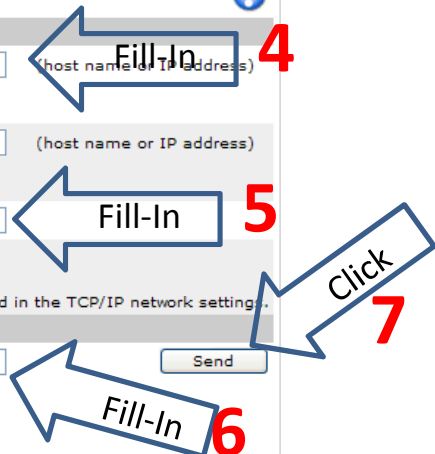 Fill-In 4
(host name or IP address)
(host name or IP address)
Fill-In 5
Click
d in the TCP/IP network settings.
7
Send
Fill-In 6